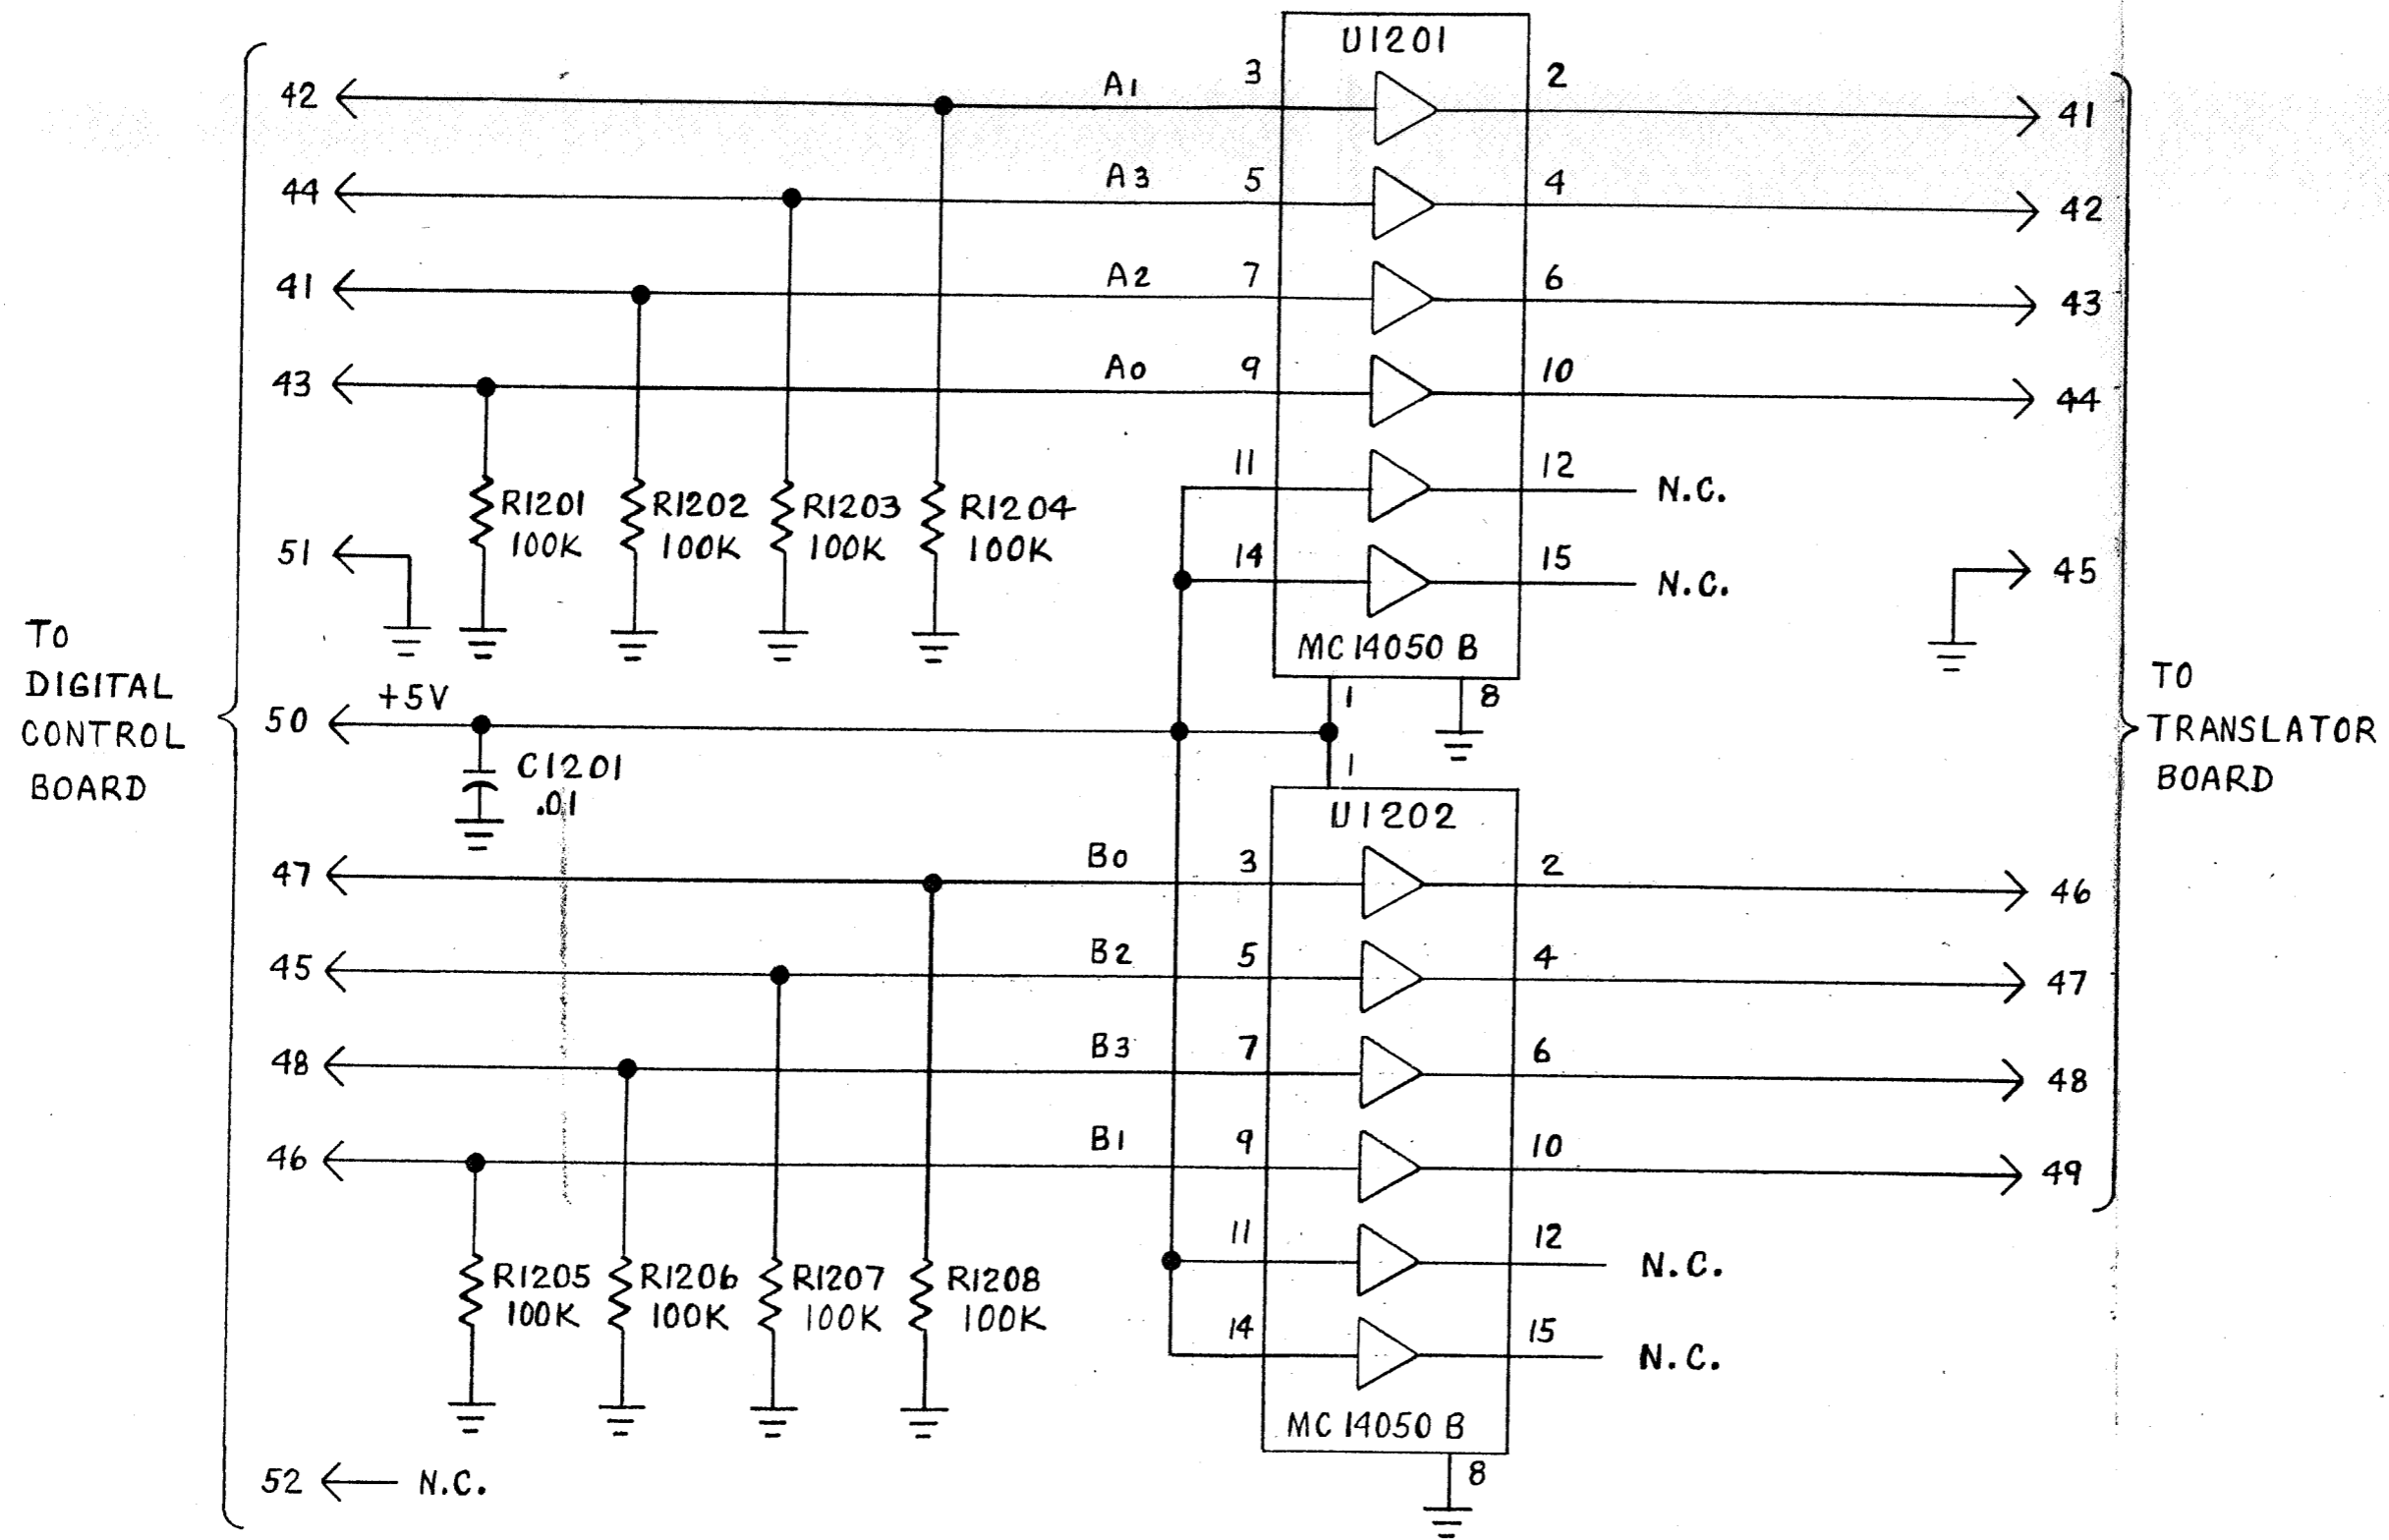 U1201
42 A1 3 2 41
44 A3 5 4 42
41 A2 7 6 43
43 A0 9 10 44
11 12 N.C.
R1201 R1202 R1203 R1204
100K 100K 100K 100K
51 14 15 N.C. 45
MC14050B
1 8
50 +5V
C1201
.01
1
TO
DIGITAL
CONTROL
BOARD
TO
TRANSLATOR
BOARD
U1202
47 B0 3 2 46
45 B2 5 4 47
48 B3 7 6 48
46 B1 9 10 49
11 12 N.C.
R1205 R1206 R1207 R1208
100K 100K 100K 100K
14 15 N.C.
MC14050B
8
52 N.C.